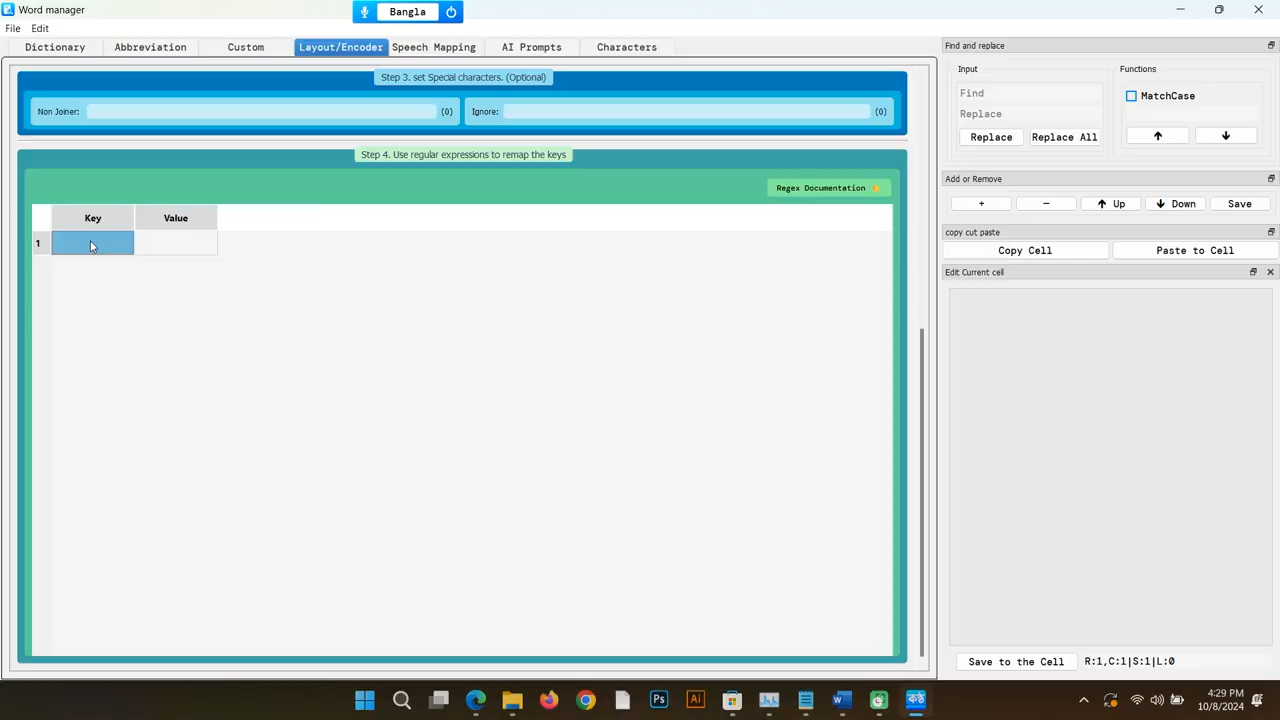 Word manager
Bangla
File Edit
Dictionary Abbreviation Custom Layout/Encoder Speech Mapping AI Prompts Characters
Step 3. set Special characters. (Optional)
Non Joiner: (0) Ignore: (0)
Step 4. Use regular expressions to remap the keys
Regex Documentation
Key Value
1
Find and replace
Input Functions
Find MatchCase
Replace
Replace Replace All
Add or Remove
+ − Up Down Save
copy cut paste
Copy Cell Paste to Cell
Edit Current cell
Save to the Cell R:1,C:1|S:1|L:0
Ps Ai
4:29 PM
10/8/2024